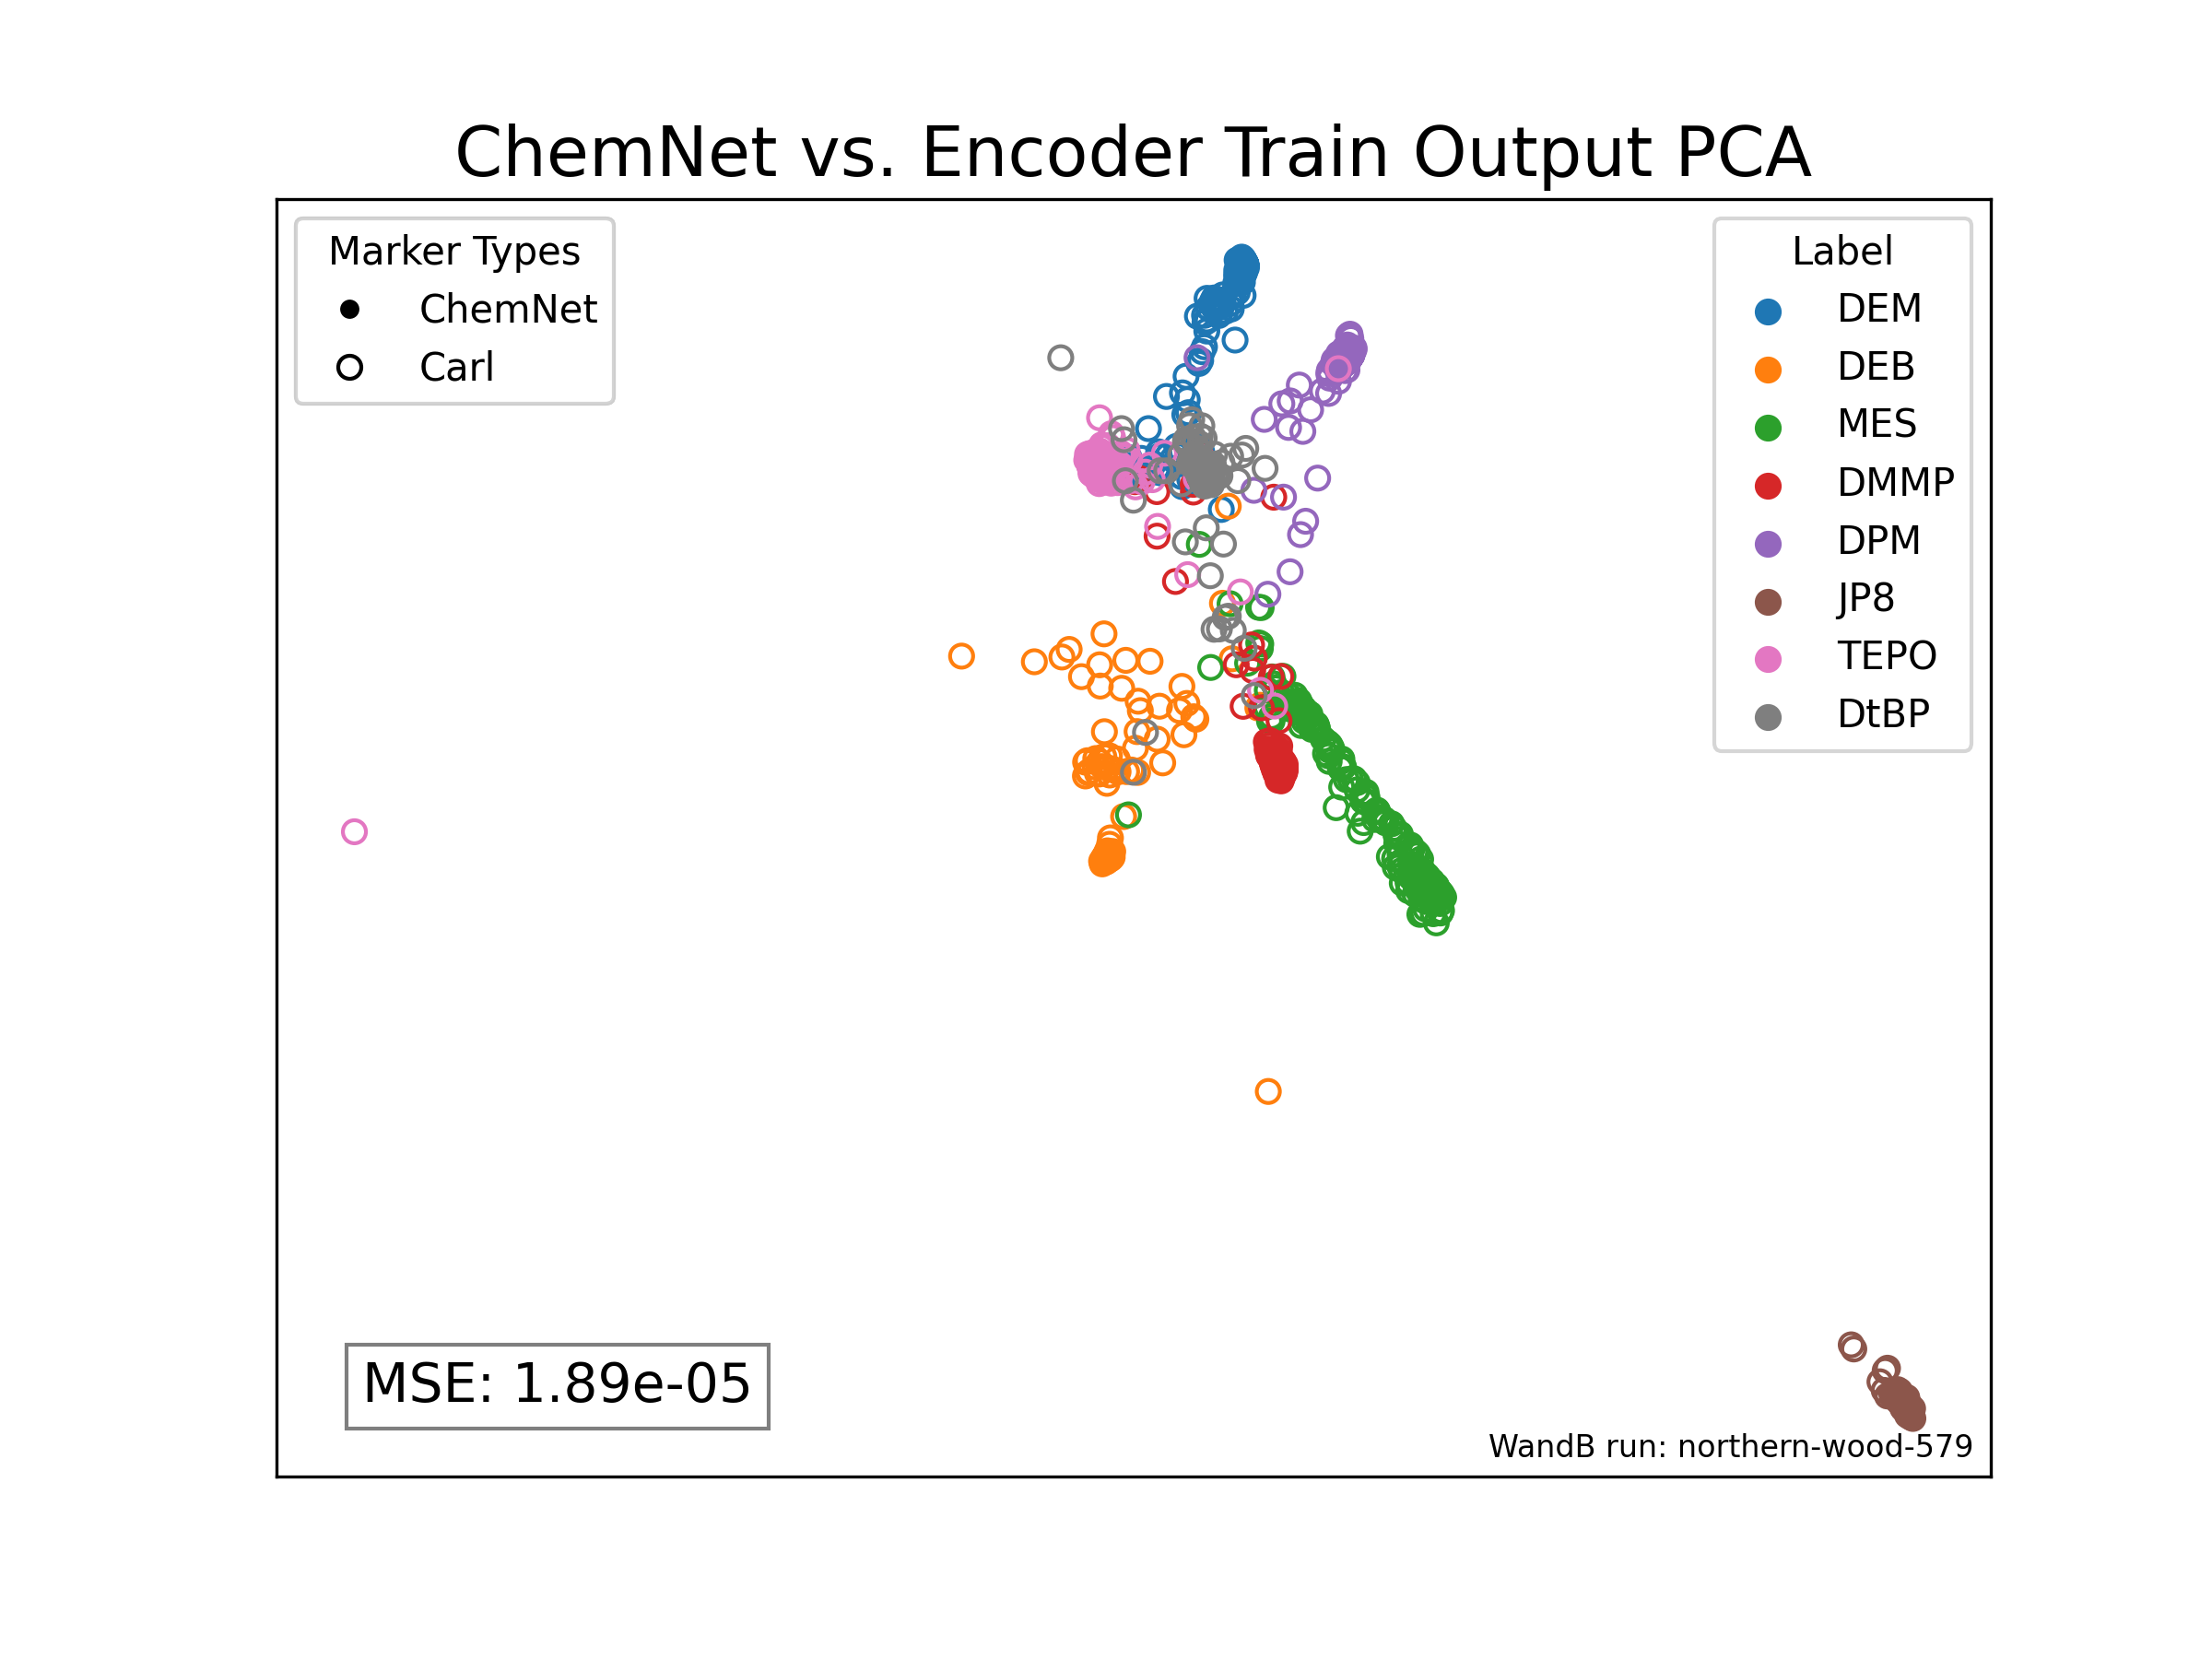 ChemNet vs. Encoder Train Output PCA
Marker Types
ChemNet
Carl
Label
DEM
DEB
MES
DMMP
DPM
JP8
TEPO
DtBP
MSE: 1.89e-05
WandB run: northern-wood-579